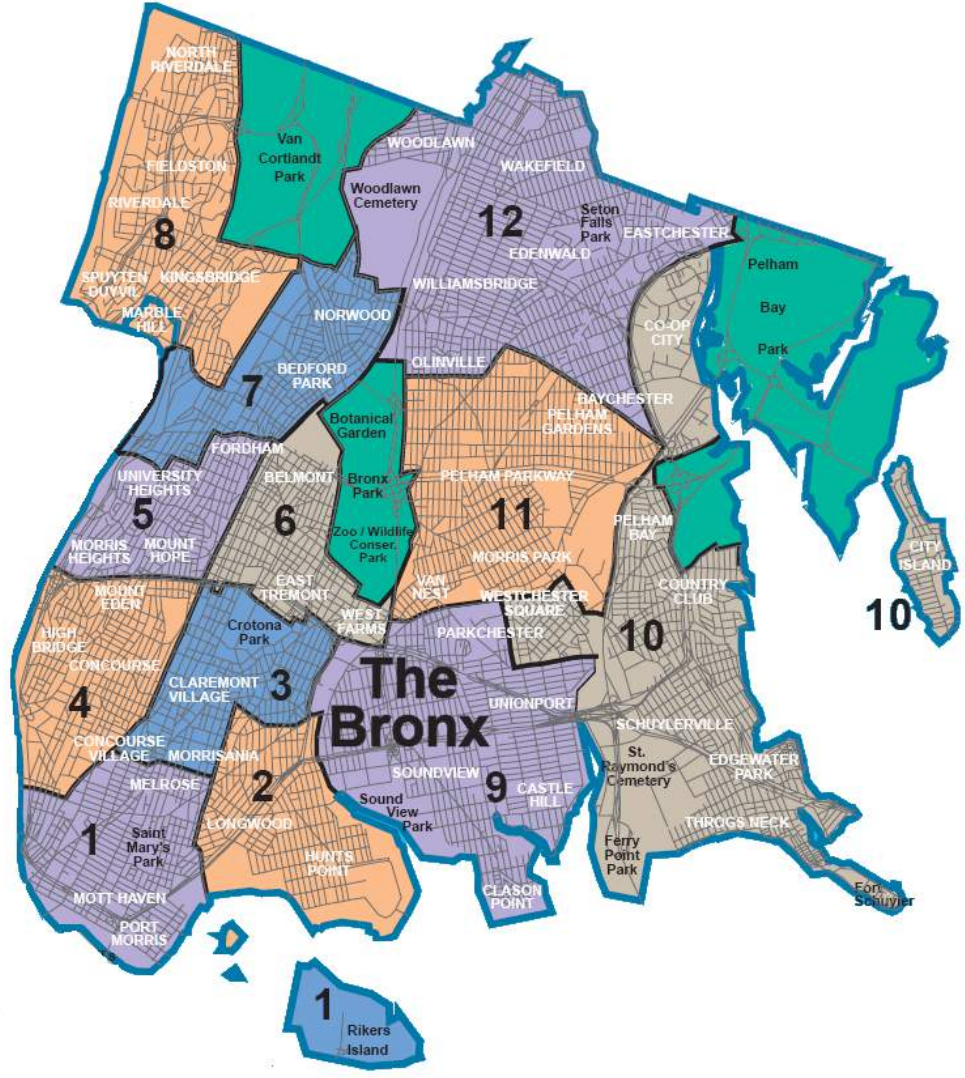 NORTH
RIVERDALE
Van
Cortlandt
Park
WOODLAWN
WAKEFIELD
FIELDSTON
Woodlawn
Cemetery
RIVERDALE
8
12
Seton
Falls
Park
EASTCHESTER
EDENWALD
SPUYTEN
DUYVIL
KINGSBRIDGE
WILLIAMSBRIDGE
Pelham
Bay
Park
MARBLE
HILL
NORWOOD
CO-OP
CITY
OLINVILLE
BEDFORD
PARK
7
BAYCHESTER
PELHAM
GARDENS
Botanical
Garden
FORDHAM
UNIVERSITY
HEIGHTS
BELMONT
Bronx
Park
PELHAM PARKWAY
5
6
11
PELHAM
BAY
Zoo / Wildlife
Conser.
Park
MORRIS
HEIGHTS
MOUNT
HOPE
MORRIS PARK
CITY
ISLAND
10
EAST
TREMONT
VAN
NEST
WESTCHESTER
SQUARE
COUNTRY
CLUB
MOUNT
EDEN
WEST
FARMS
Crotona
Park
PARKCHESTER
10
HIGH
BRIDGE
CONCOURSE
4
CLAREMONT
VILLAGE
3
The
Bronx
UNIONPORT
SCHUYLERVILLE
CONCOURSE
VILLAGE
MORRISANIA
St.
Raymond's
Cemetery
EDGEWATER
PARK
MELROSE
2
SOUNDVIEW
9
CASTLE
HILL
Sound
View
Park
LONGWOOD
THROGS NECK
1
Saint
Mary's
Park
HUNTS
POINT
Ferry
Point
Park
CLASON
POINT
Fort
Schuyler
MOTT HAVEN
PORT
MORRIS
1
Rikers
Island